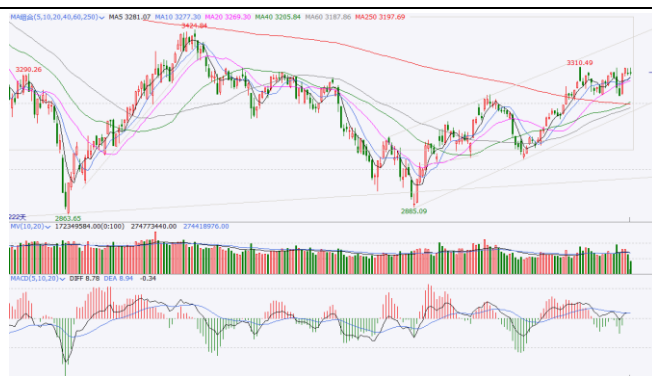 MA组合(5,10,20,40,60,250) MA5 3281.07 MA10 3277.30 MA20 3269.30 MA40 3205.84 MA60 3187.86 MA250 3197.69
3424.84
3290.26
3310.49
222天
2863.65
2885.09
MV(10,20) 172349584.00(0:100) 274773440.00 274418976.00
MACD(5,10,20) DIFF 8.78 DEA 8.94 -0.34